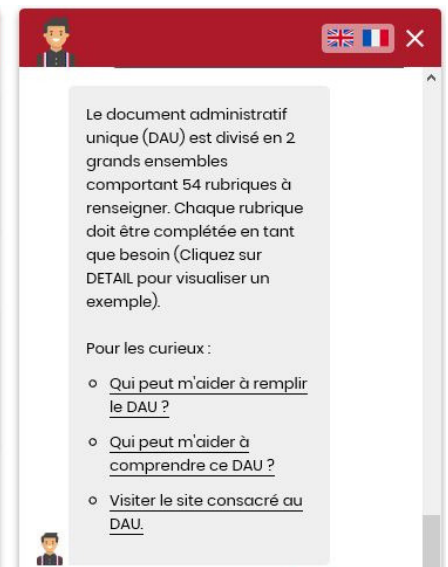 Le document administratif
unique (DAU) est divisé en 2
grands ensembles
comportant 54 rubriques à
renseigner. Chaque rubrique
doit être complétée en tant
que besoin (Cliquez sur
DETAIL pour visualiser un
exemple).
Pour les curieux :
Qui peut m'aider à remplir
le DAU ?
Qui peut m'aider à
comprendre ce DAU ?
Visiter le site consacré au
DAU.